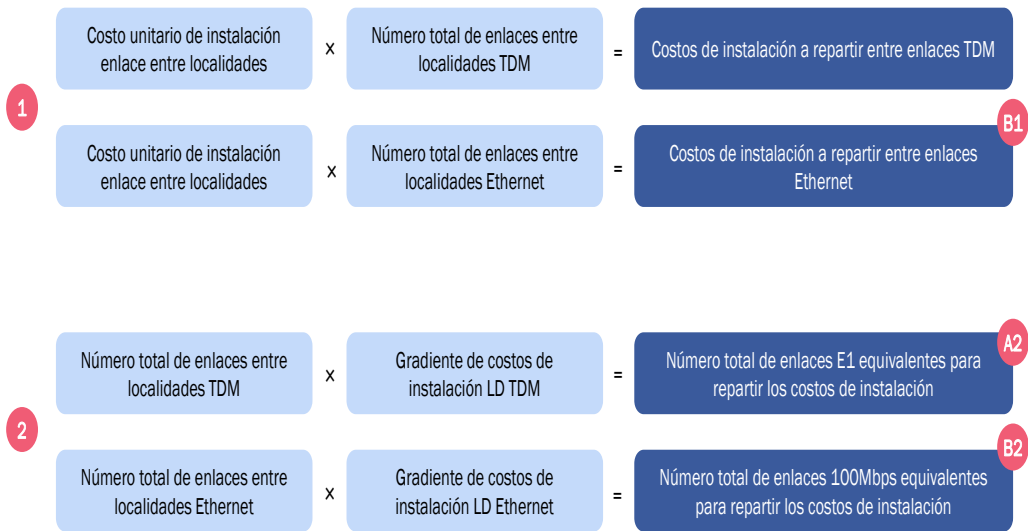 Costo unitario de instalación
enlace entre localidades
x
Número total de enlaces entre
localidades TDM
=
Costos de instalación a repartir entre enlaces TDM
1
B1
Costo unitario de instalación
enlace entre localidades
x
Número total de enlaces entre
localidades Ethernet
=
Costos de instalación a repartir entre enlaces
Ethernet
A2
Número total de enlaces entre
localidades TDM
x
Gradiente de costos de
instalación LD TDM
=
Número total de enlaces E1 equivalentes para
repartir los costos de instalación
2
B2
Número total de enlaces entre
localidades Ethernet
x
Gradiente de costos de
instalación LD Ethernet
=
Número total de enlaces 100Mbps equivalentes
para repartir los costos de instalación